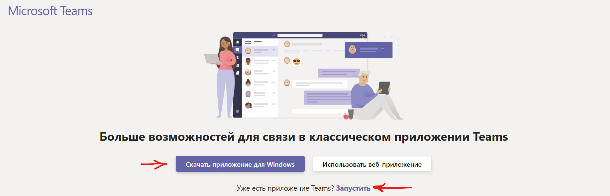 Microsoft Teams
Больше возможностей для связи в классическом приложении Teams
Скачать приложение для Windows Использовать веб-приложение
Уже есть приложение Teams? Запустить